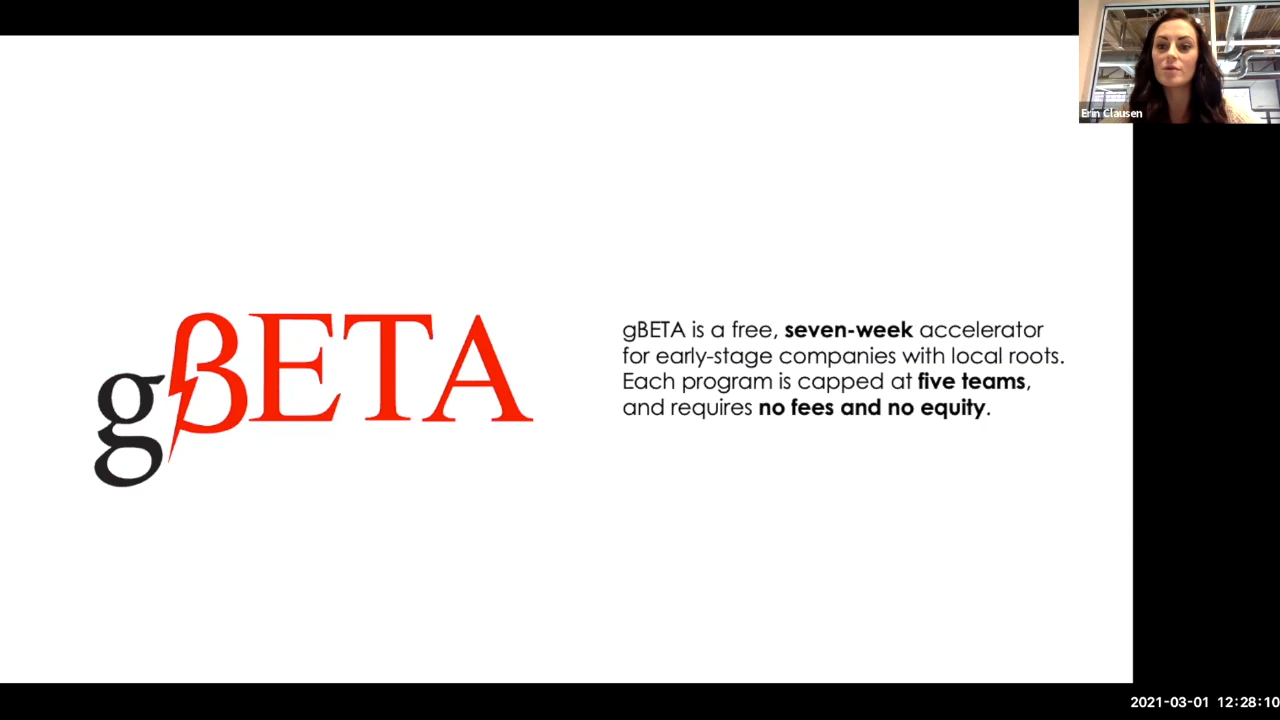 Erin Clausen
gBETA
gBETA is a free, seven-week accelerator
for early-stage companies with local roots.
Each program is capped at five teams,
and requires no fees and no equity.
2021-03-01 12:28:10